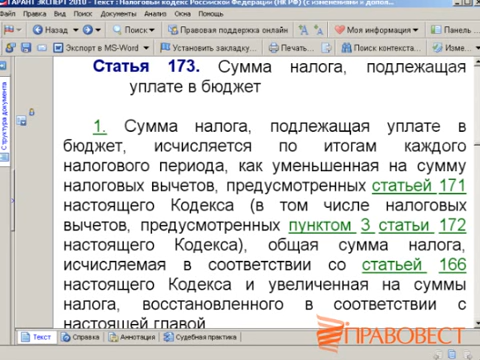 ГАРАНТ ЭКСПЕРТ 2010 - Текст : Налоговый кодекс Российской Федерации (НК РФ) (с изменениями и допол...
Файл Правка Вид Поиск Документы Анализ Окна Помощь
Назад Поиск Правовая поддержка онлайн Моя информация Панель ...
Экспорт в MS-Word Установить закладку... Печать... Поиск контекста... Изме...
Структура документа
Статья 173. Сумма налога, подлежащая
уплате в бюджет
1. Сумма налога, подлежащая уплате в
бюджет, исчисляется по итогам каждого
налогового периода, как уменьшенная на сумму
налоговых вычетов, предусмотренных статьей 171
настоящего Кодекса (в том числе налоговых
вычетов, предусмотренных пунктом 3 статьи 172
настоящего Кодекса), общая сумма налога,
исчисляемая в соответствии со статьей 166
настоящего Кодекса и увеличенная на суммы
налога, восстановленного в соответствии с
настоящей главой
ПРАВОВЕСТ
Текст Справка Аннотация Судебная практика